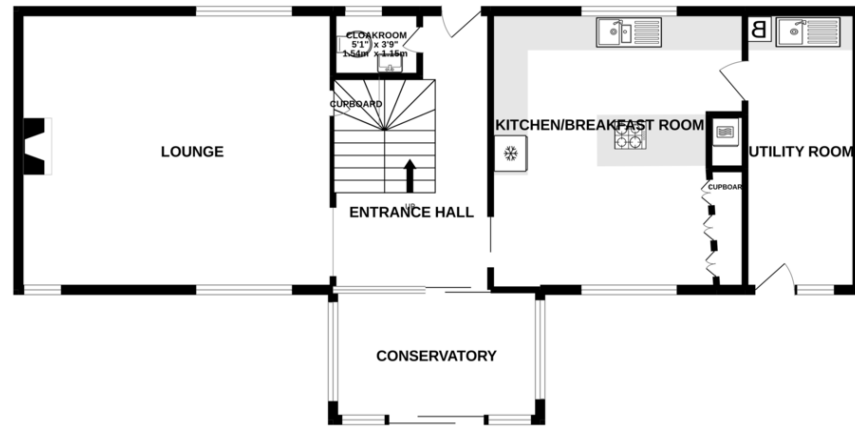 CLOAKROOM
5'1" x 3'9"
1.54m x 1.15m
B
CUPBOARD
KITCHEN/BREAKFAST ROOM
LOUNGE
UTILITY ROOM
CUPBOAR
UP
ENTRANCE HALL
CONSERVATORY